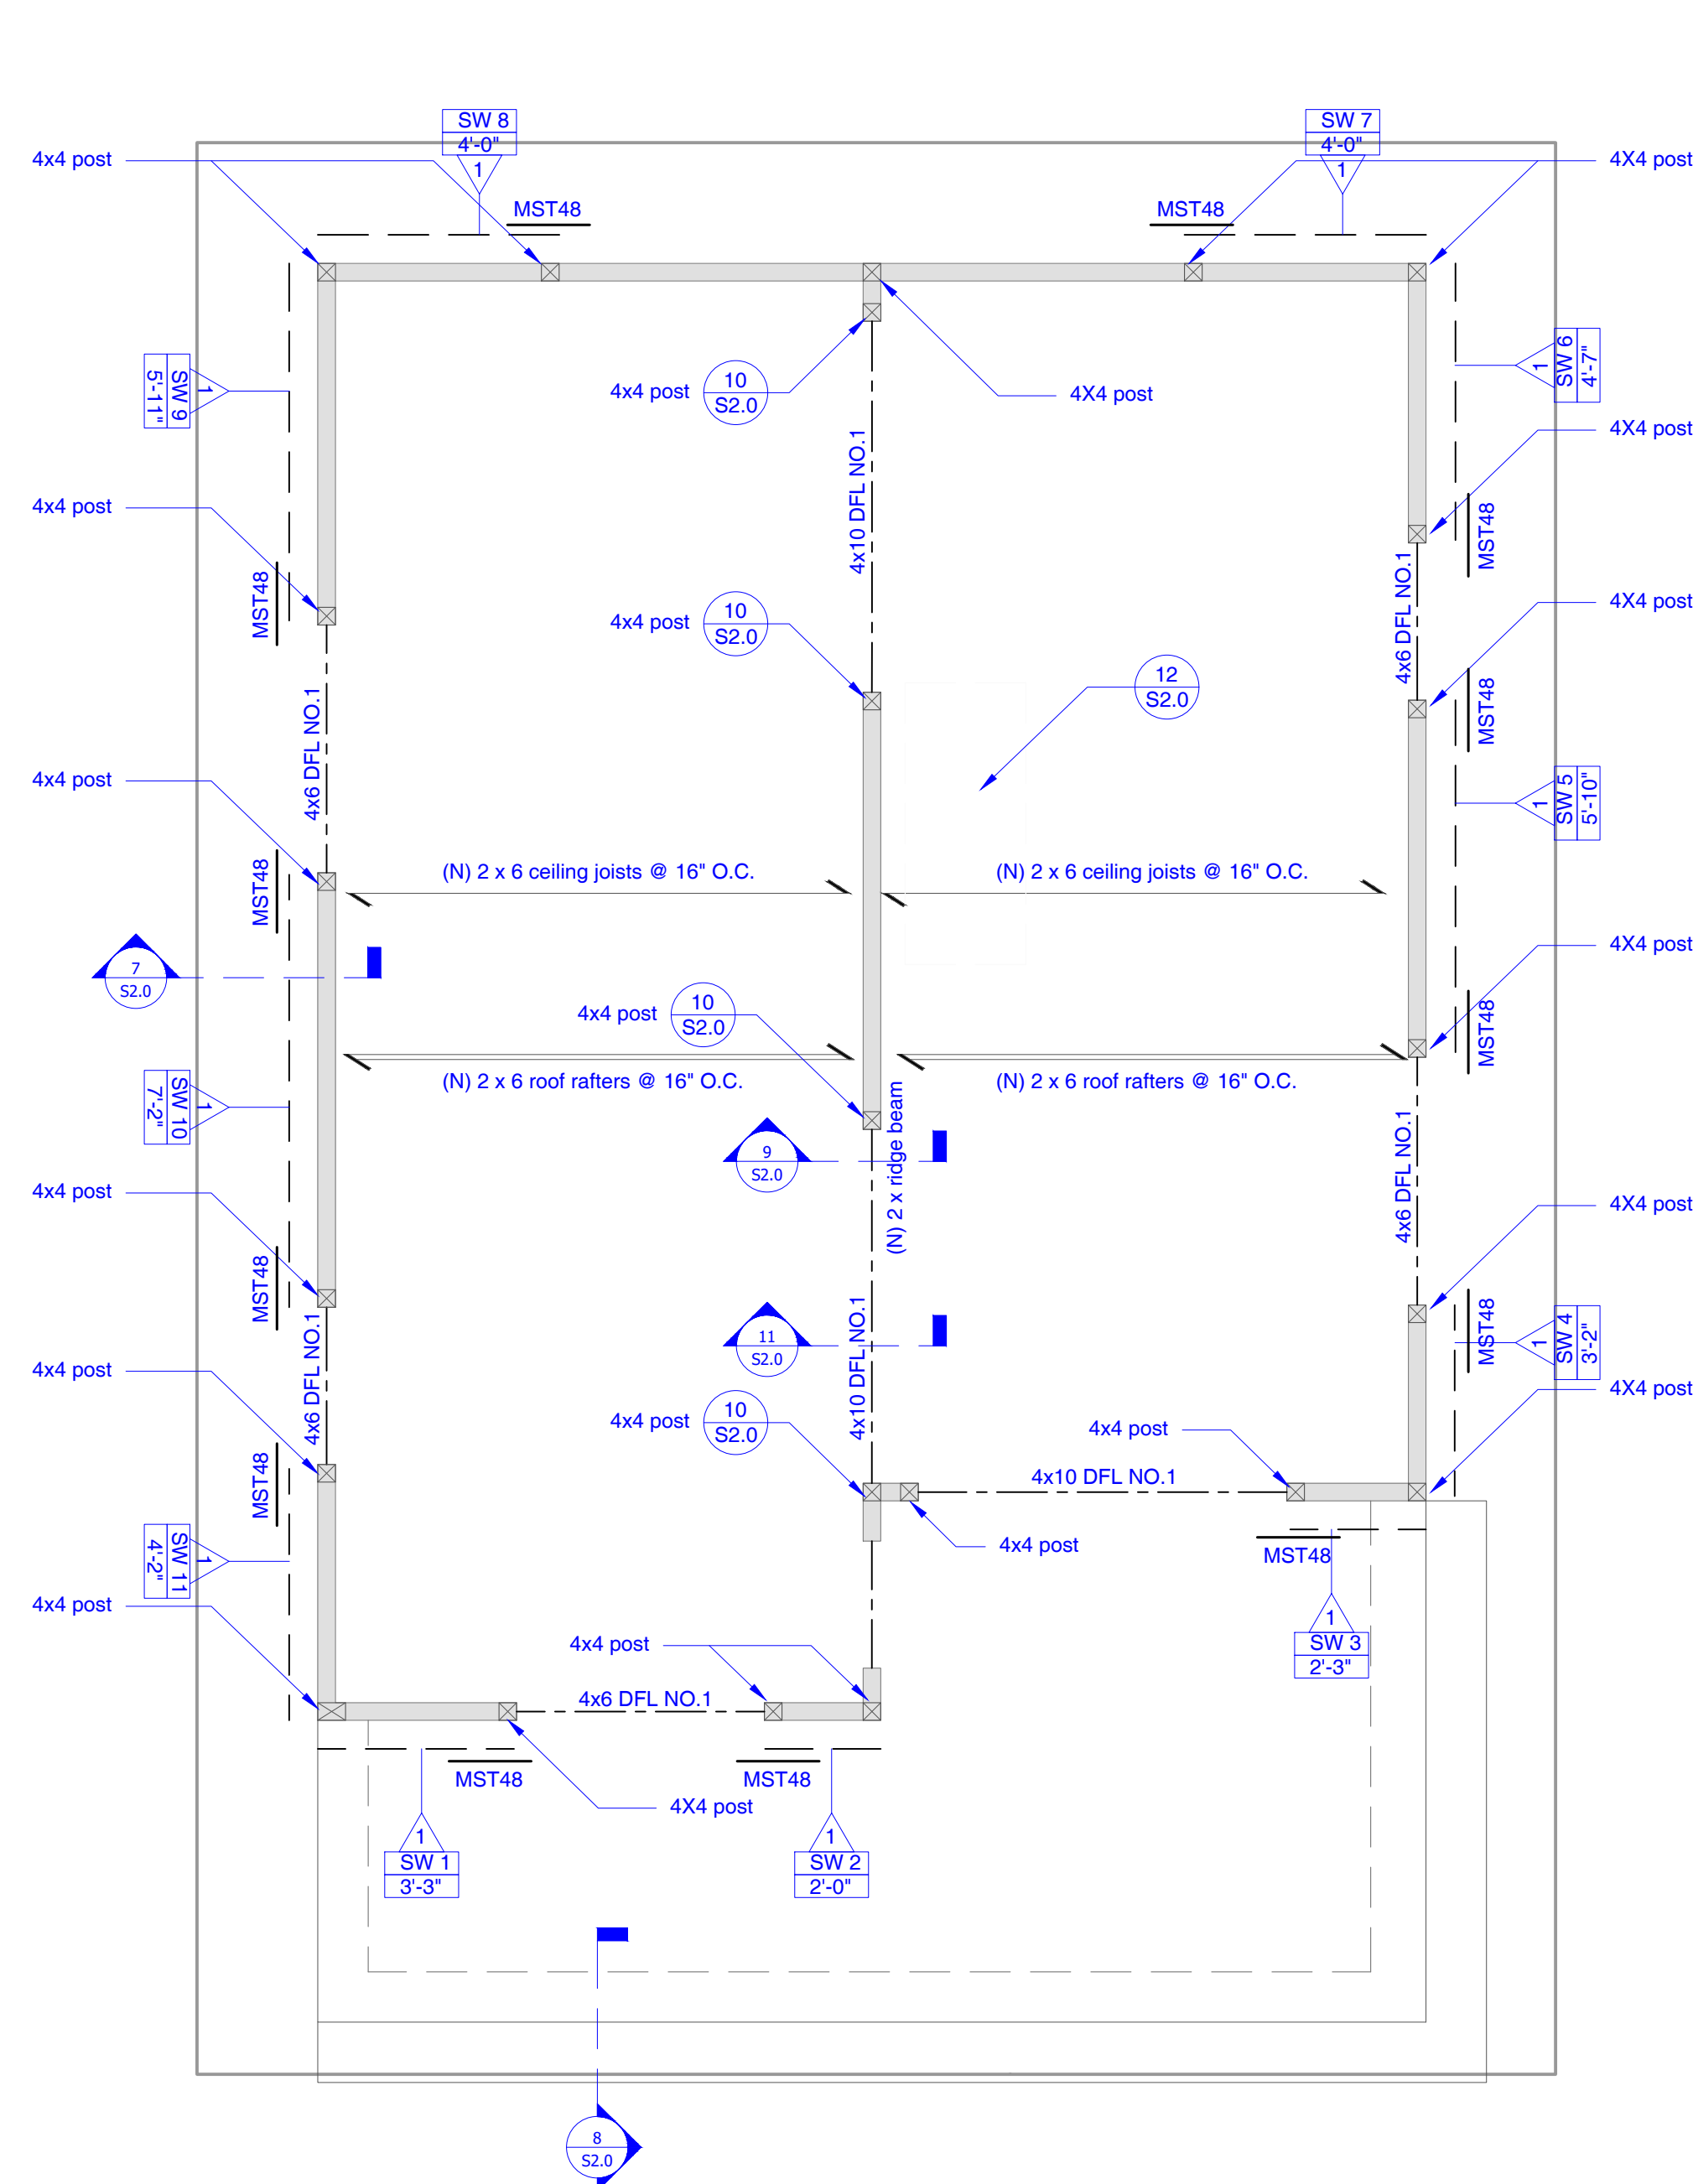 SW 8
4'-0"
1
SW 7
4'-0"
1
4x4 post
4X4 post
MST48
MST48
SW 9
5'-11"
1
SW 6
4'-7"
1
4x4 post
10
S2.0
4X4 post
4X4 post
4x10 DFL NO.1
4x4 post
MST48
MST48
4x6 DFL NO.1
4x4 post
10
S2.0
4X4 post
12
S2.0
MST48
4x6 DFL NO.1
4x4 post
SW 5
5'-10"
1
(N) 2 x 6 ceiling joists @ 16" O.C.
(N) 2 x 6 ceiling joists @ 16" O.C.
MST48
4X4 post
7
S2.0
4x4 post
10
S2.0
MST48
(N) 2 x 6 roof rafters @ 16" O.C.
(N) 2 x 6 roof rafters @ 16" O.C.
SW 10
7'-2"
1
(N) 2 x ridge beam
9
S2.0
4x6 DFL NO.1
4x4 post
4X4 post
MST48
MST48
SW 4
3'-2"
1
11
S2.0
4x6 DFL NO.1
4x10 DFL NO.1
4x4 post
4X4 post
4x4 post
10
S2.0
4x4 post
4x10 DFL NO.1
MST48
4x4 post
MST48
SW 11
4'-2"
1
4x4 post
1
SW 3
2'-3"
4x4 post
4x6 DFL NO.1
MST48
MST48
4X4 post
1
SW 1
3'-3"
1
SW 2
2'-0"
8
S2.0